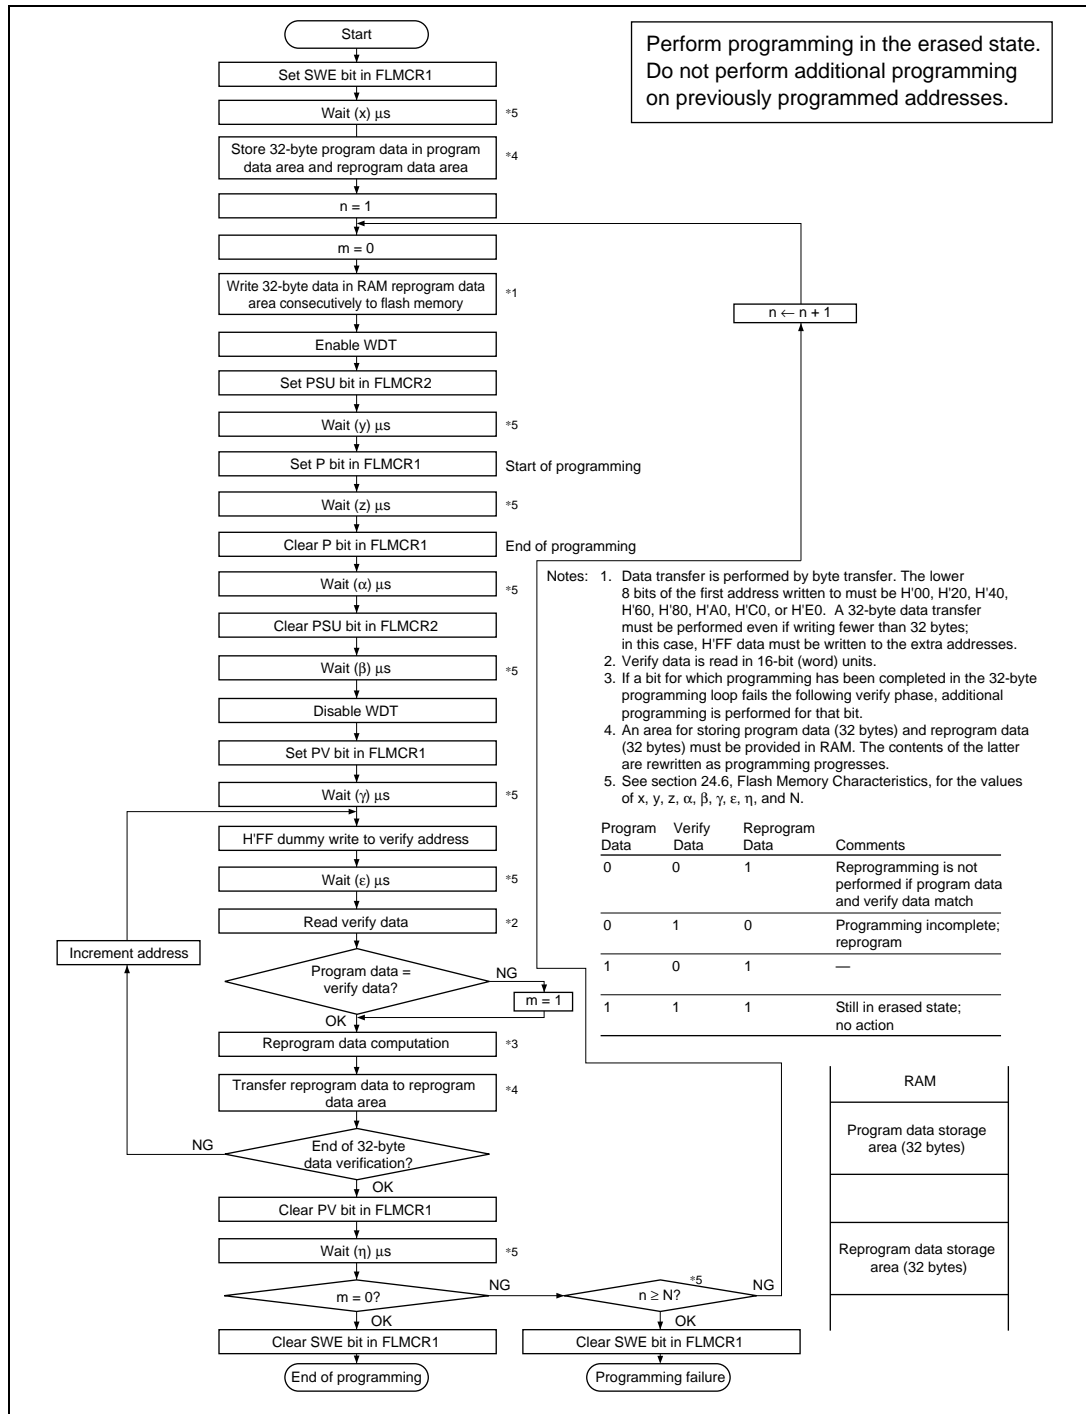 Start
Perform programming in the erased state.
Do not perform additional programming
on previously programmed addresses.
Set SWE bit in FLMCR1
Wait (x) μs
*5
Store 32-byte program data in program
data area and reprogram data area
*4
n = 1
m = 0
Write 32-byte data in RAM reprogram data
area consecutively to flash memory
*1
n ← n + 1
Enable WDT
Set PSU bit in FLMCR2
Wait (y) μs
*5
Set P bit in FLMCR1
Start of programming
Wait (z) μs
*5
Clear P bit in FLMCR1
End of programming
Wait (α) μs
*5
Clear PSU bit in FLMCR2
Wait (β) μs
*5
Disable WDT
Set PV bit in FLMCR1
Wait (γ) μs
*5
H'FF dummy write to verify address
Wait (ε) μs
*5
Read verify data
*2
Increment address
Program data =
verify data?
NG
m = 1
OK
Reprogram data computation
*3
Transfer reprogram data to reprogram
data area
*4
NG
End of 32-byte
data verification?
OK
Clear PV bit in FLMCR1
Wait (η) μs
*5
m = 0?
NG
*5
n ≥ N?
NG
OK
OK
Clear SWE bit in FLMCR1
Clear SWE bit in FLMCR1
End of programming
Programming failure
Notes: 1. Data transfer is performed by byte transfer. The lower
8 bits of the first address written to must be H'00, H'20, H'40,
H'60, H'80, H'A0, H'C0, or H'E0. A 32-byte data transfer
must be performed even if writing fewer than 32 bytes;
in this case, H'FF data must be written to the extra addresses.
2. Verify data is read in 16-bit (word) units.
3. If a bit for which programming has been completed in the 32-byte
programming loop fails the following verify phase, additional
programming is performed for that bit.
4. An area for storing program data (32 bytes) and reprogram data
(32 bytes) must be provided in RAM. The contents of the latter
are rewritten as programming progresses.
5. See section 24.6, Flash Memory Characteristics, for the values
of x, y, z, α, β, γ, ε, η, and N.
Program Verify Reprogram
Data Data Data Comments
0 0 1 Reprogramming is not
performed if program data
and verify data match
0 1 0 Programming incomplete;
reprogram
1 0 1 —
1 1 1 Still in erased state;
no action
RAM
Program data storage
area (32 bytes)
Reprogram data storage
area (32 bytes)